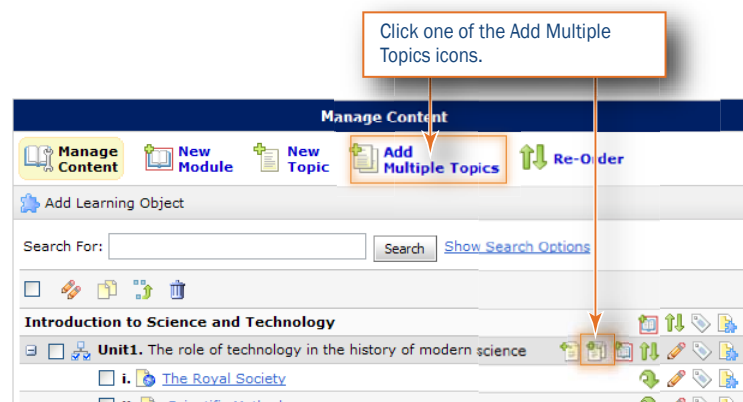 Click one of the Add Multiple
Topics icons.
Manage Content
Manage
Content
New
Module
New
Topic
Add
Multiple Topics
Re-Order
Add Learning Object
Search For:
Search
Show Search Options
Introduction to Science and Technology
Unit1. The role of technology in the history of modern science
i. The Royal Society